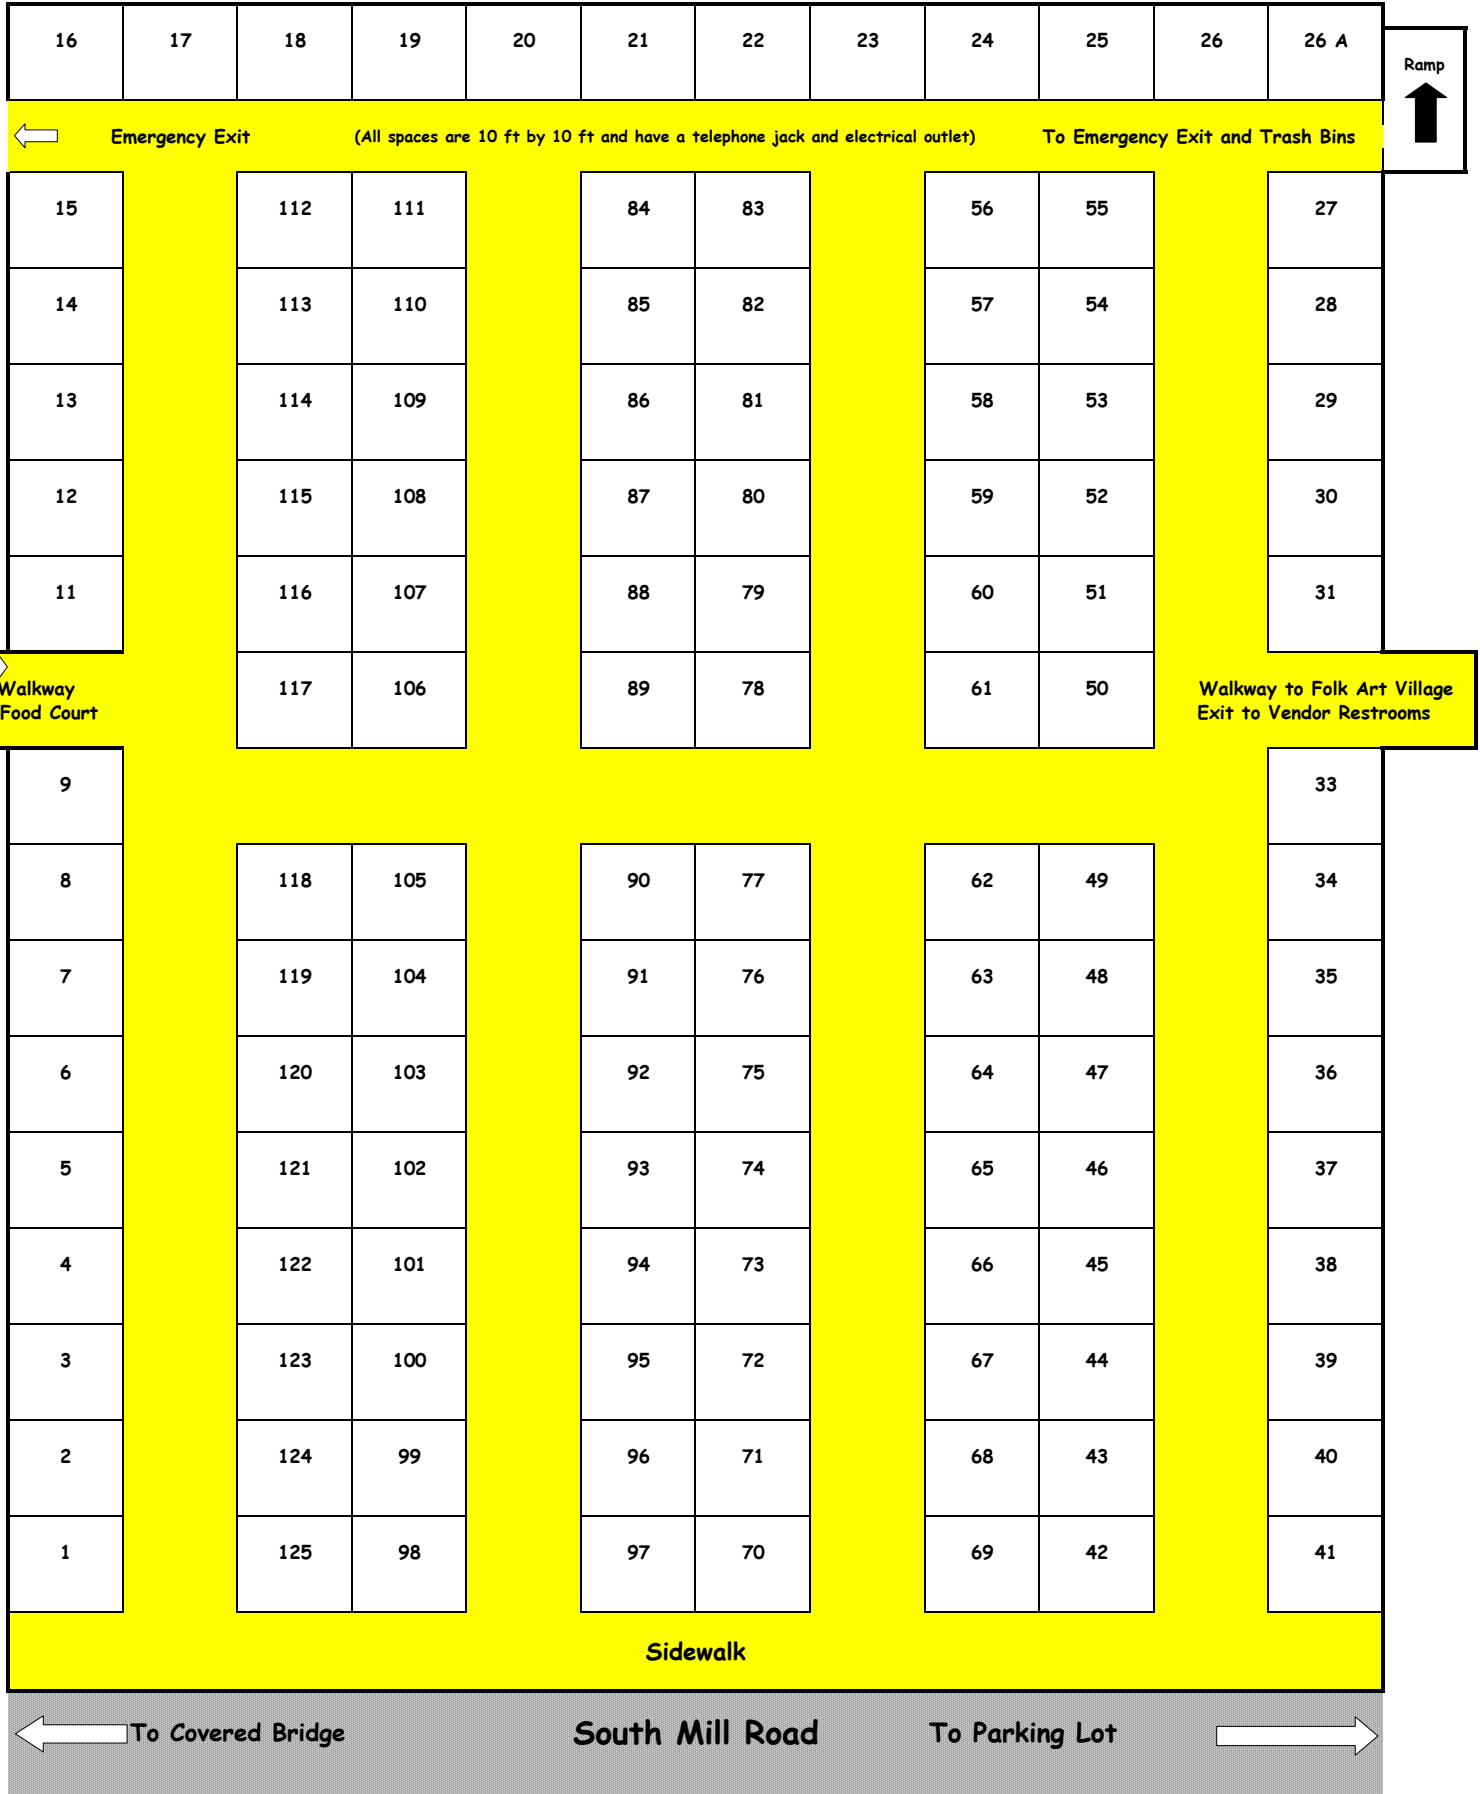 16 17 18 19 20 21 22 23 24 25 26 26 A
Ramp
Emergency Exit (All spaces are 10 ft by 10 ft and have a telephone jack and electrical outlet) To Emergency Exit and Trash Bins
15 112 111 84 83 56 55 27
14 113 110 85 82 57 54 28
13 114 109 86 81 58 53 29
12 115 108 87 80 59 52 30
11 116 107 88 79 60 51 31
Walkway 117 106 89 78 61 50 Walkway to Folk Art Village
Food Court Exit to Vendor Restrooms
9 33
8 118 105 90 77 62 49 34
7 119 104 91 76 63 48 35
6 120 103 92 75 64 47 36
5 121 102 93 74 65 46 37
4 122 101 94 73 66 45 38
3 123 100 95 72 67 44 39
2 124 99 96 71 68 43 40
1 125 98 97 70 69 42 41
Sidewalk
To Covered Bridge South Mill Road To Parking Lot